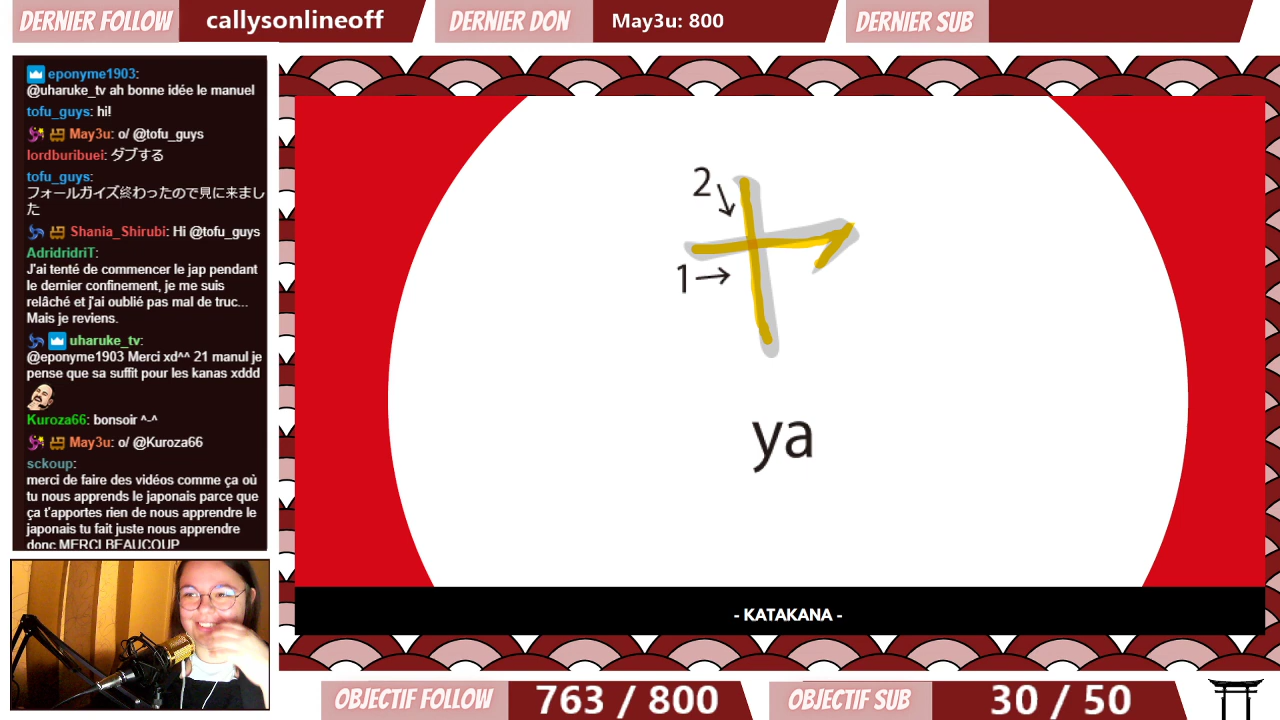 DERNIER FOLLOW
callysonlineoff
DERNIER DON
May3u: 800
DERNIER SUB
eponyme1903:
@uharuke_tv ah bonne idée le manuel
tofu_guys: hi!
May3u: o/ @tofu_guys
lordburibuei: ダブする
tofu_guys:
フォールガイズ終わったので見に来まし
た
Shania_Shirubi: Hi @tofu_guys
AdridridriT:
J'ai tenté de commencer le jap pendant
le dernier confinement, je me suis
relâché et j'ai oublié pas mal de truc...
Mais je reviens.
uharuke_tv:
@eponyme1903 Merci xd^^ 21 manul je
pense que sa suffit pour les kanas xddd
Kuroza66: bonsoir ^-^
May3u: o/ @Kuroza66
sckoup:
merci de faire des vidéos comme ça où
tu nous apprends le japonais parce que
ça t'apportes rien de nous apprendre le
japonais tu fait juste nous apprendre
donc MERCI BEAUCOUP
2
1
ヤ
ya
- KATAKANA -
OBJECTIF FOLLOW
763 / 800
OBJECTIF SUB
30 / 50